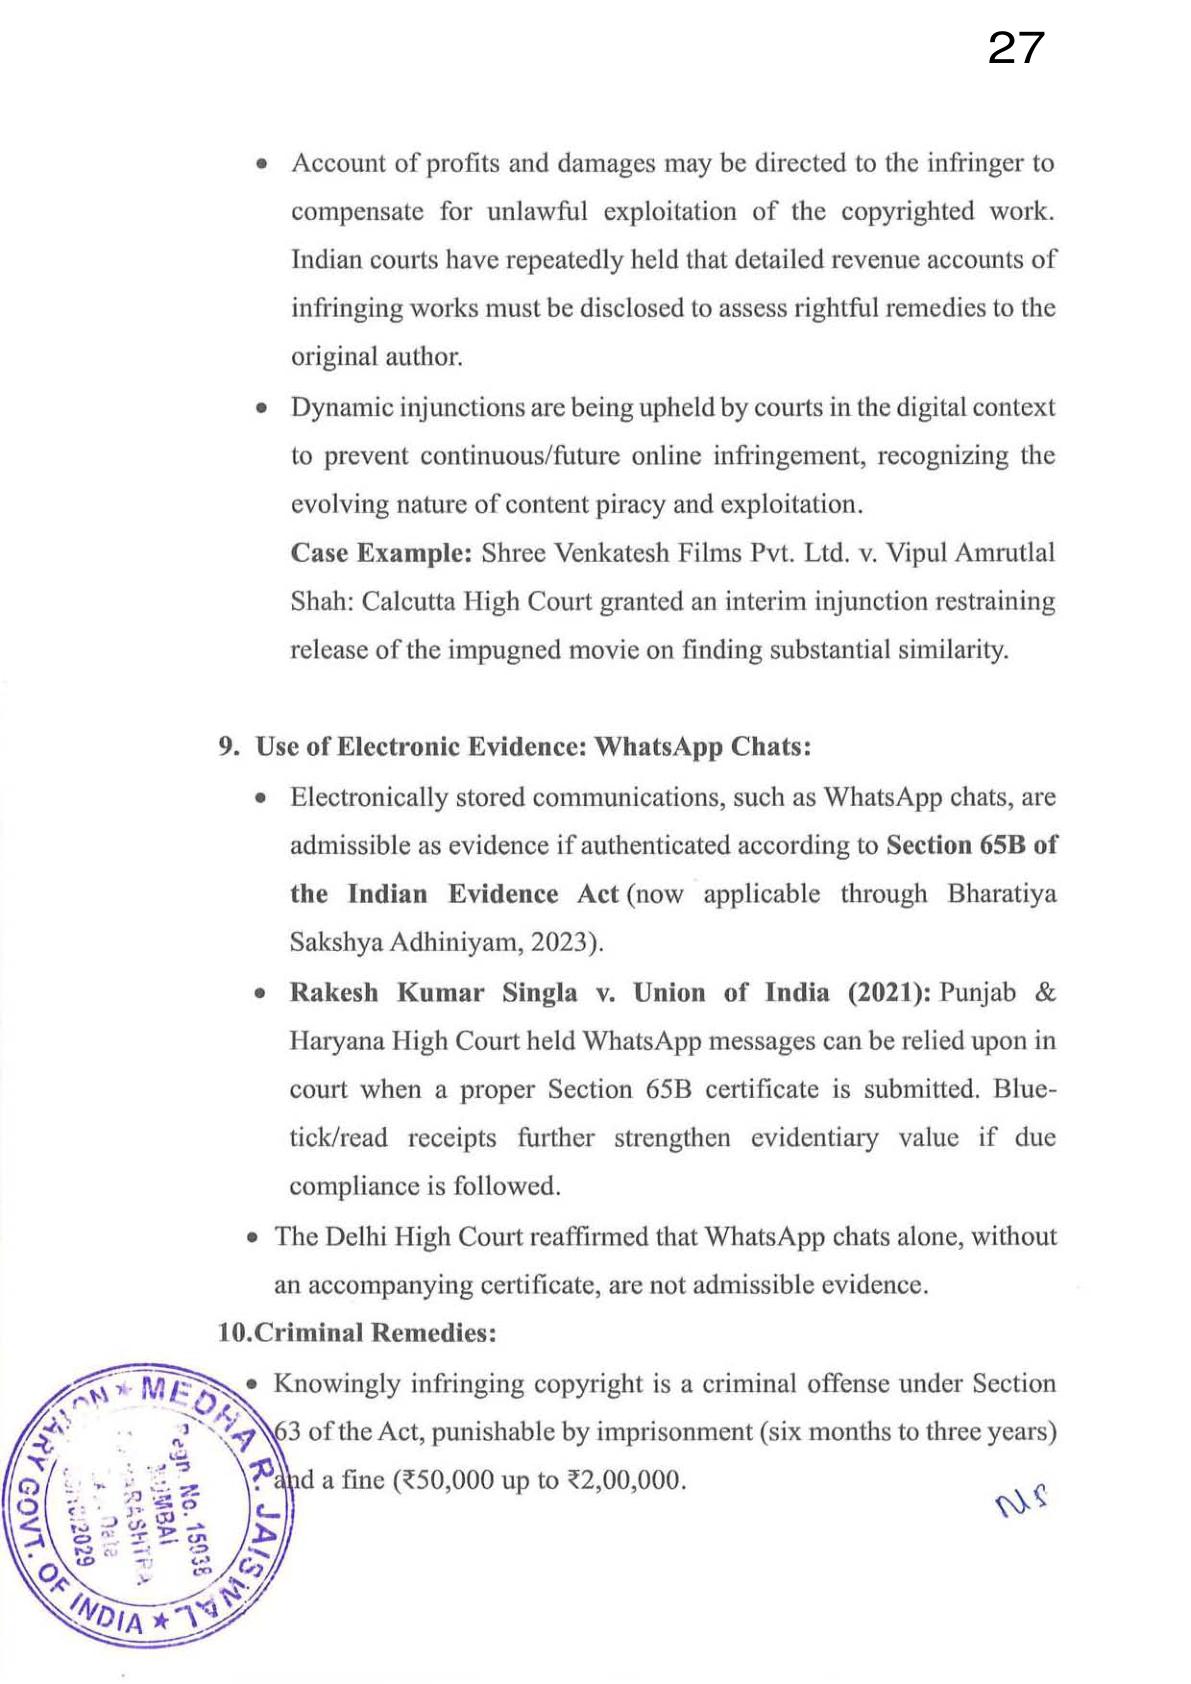 27
• Account of profits and damages may be directed to the infringer to
compensate for unlawful exploitation of the copyrighted work.
Indian courts have repeatedly held that detailed revenue accounts of
infringing works must be disclosed to assess rightful remedies to the
original author.
• Dynamic injunctions are being upheld by courts in the digital context
to prevent continuous/future online infringement, recognizing the
evolving nature of content piracy and exploitation.
Case Example: Shree Venkatesh Films Pvt. Ltd. v. Vipul Amrutlal
Shah: Calcutta High Court granted an interim injunction restraining
release of the impugned movie on finding substantial similarity.
9. Use of Electronic Evidence: WhatsApp Chats:
• Electronically stored communications, such as WhatsApp chats, are
admissible as evidence if authenticated according to Section 65B of
the Indian Evidence Act (now applicable through Bharatiya
Sakshya Adhiniyam, 2023).
• Rakesh Kumar Singla v. Union of India (2021): Punjab &
Haryana High Court held WhatsApp messages can be relied upon in
court when a proper Section 65B certificate is submitted. Blue-
tick/read receipts further strengthen evidentiary value if due
compliance is followed.
• The Delhi High Court reaffirmed that WhatsApp chats alone, without
an accompanying certificate, are not admissible evidence.
10.Criminal Remedies:
• Knowingly infringing copyright is a criminal offense under Section
63 of the Act, punishable by imprisonment (six months to three years)
and a fine (₹50,000 up to ₹2,00,000.
MEDHA R. JAISWAL
GOVT. OF INDIA
Regn. No. 15038
MUMBAI